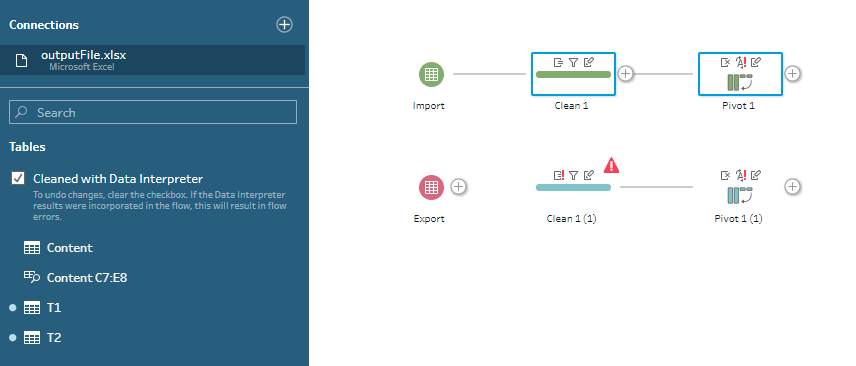 Connections
outputFile.xlsx
Microsoft Excel
Search
Tables
Cleaned with Data Interpreter
To undo changes, clear the checkbox. If the Data Interpreter
results were incorporated in the flow, this will result in flow
errors.
Content
Content C7:E8
T1
T2
Import
Clean 1
Pivot 1
Export
Clean 1 (1)
Pivot 1 (1)